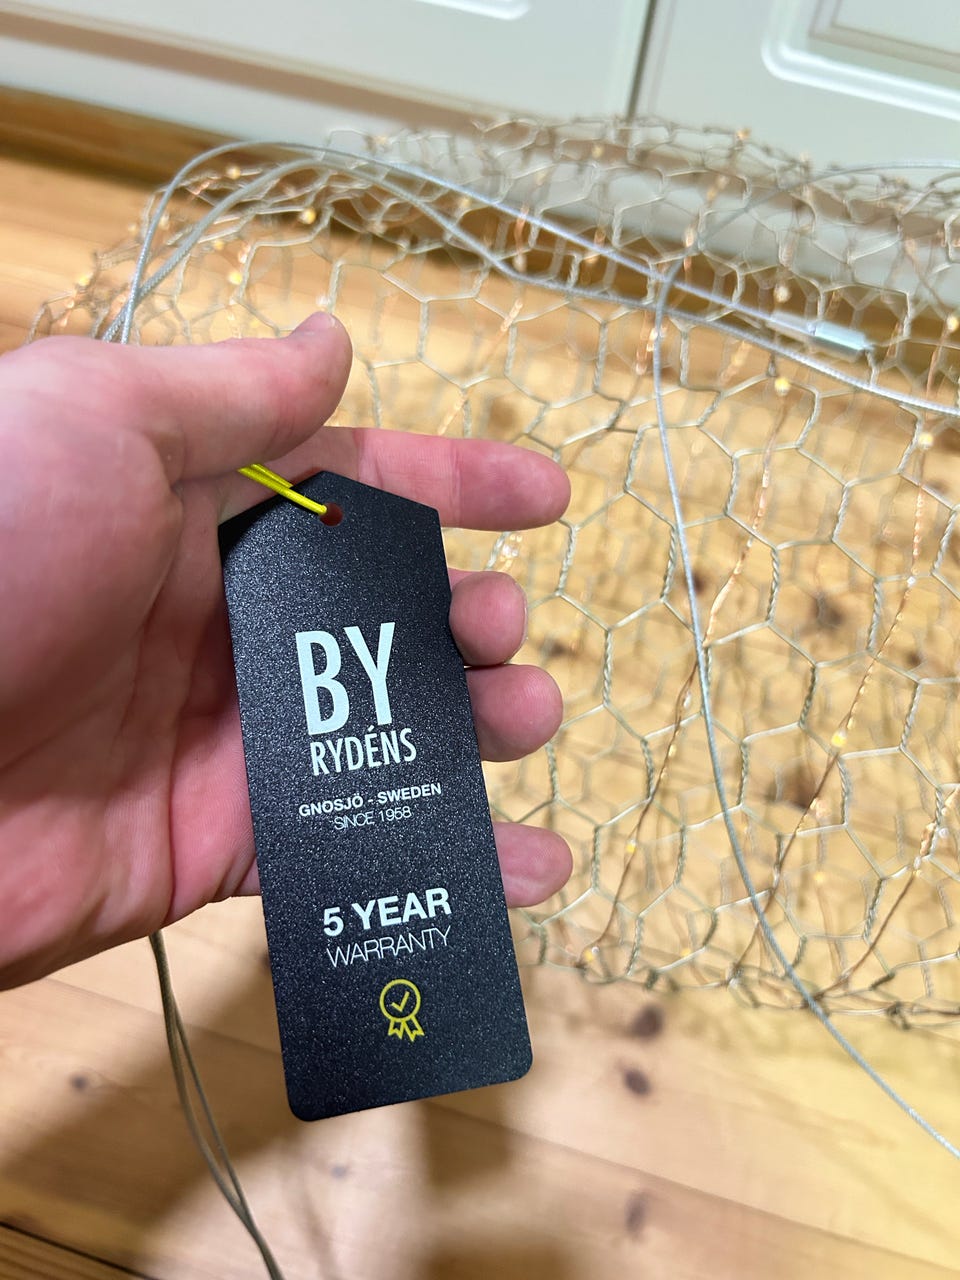 BY
RYDÉNS
GNOSJÖ - SWEDEN
SINCE 1958
5 YEAR
WARRANTY